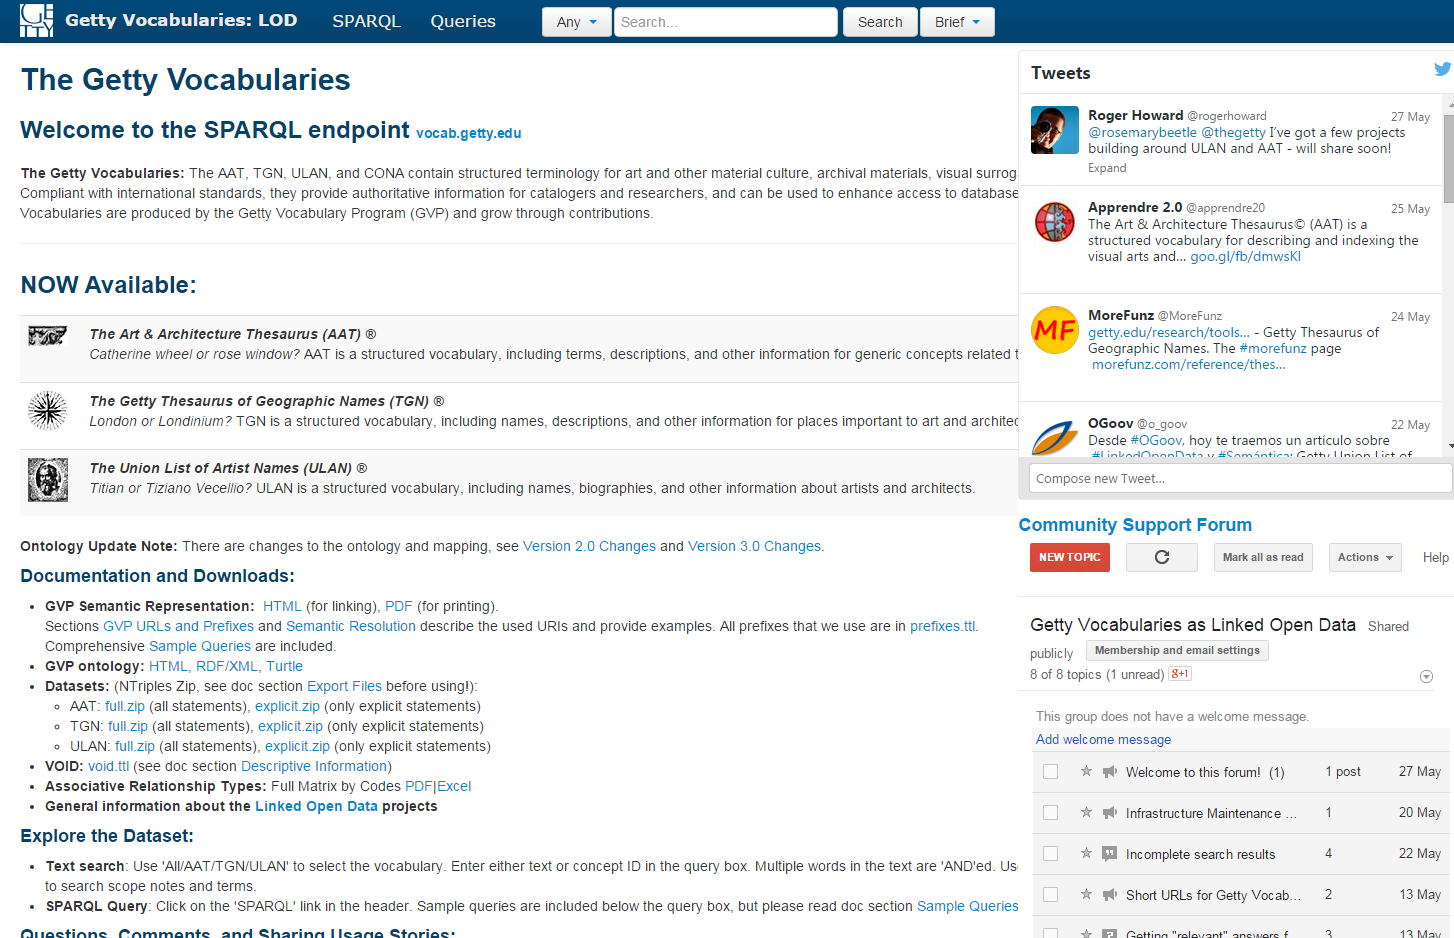 Getty Vocabularies: LOD
SPARQL
Queries
Any
Search...
Search
Brief
The Getty Vocabularies
Welcome to the SPARQL endpoint vocab.getty.edu
The Getty Vocabularies: The AAT, TGN, ULAN, and CONA contain structured terminology for art and other material culture, archival materials, visual surrog
Compliant with international standards, they provide authoritative information for catalogers and researchers, and can be used to enhance access to database
Vocabularies are produced by the Getty Vocabulary Program (GVP) and grow through contributions.
NOW Available:
The Art & Architecture Thesaurus (AAT) ®
Catherine wheel or rose window? AAT is a structured vocabulary, including terms, descriptions, and other information for generic concepts related t
The Getty Thesaurus of Geographic Names (TGN) ®
London or Londinium? TGN is a structured vocabulary, including names, descriptions, and other information for places important to art and architec
The Union List of Artist Names (ULAN) ®
Titian or Tiziano Vecellio? ULAN is a structured vocabulary, including names, biographies, and other information about artists and architects.
Ontology Update Note: There are changes to the ontology and mapping, see Version 2.0 Changes and Version 3.0 Changes.
Documentation and Downloads:
• GVP Semantic Representation: HTML (for linking), PDF (for printing).
Sections GVP URLs and Prefixes and Semantic Resolution describe the used URIs and provide examples. All prefixes that we use are in prefixes.ttl.
Comprehensive Sample Queries are included.
• GVP ontology: HTML, RDF/XML, Turtle
• Datasets: (NTriples Zip, see doc section Export Files before using!):
◦ AAT: full.zip (all statements), explicit.zip (only explicit statements)
◦ TGN: full.zip (all statements), explicit.zip (only explicit statements)
◦ ULAN: full.zip (all statements), explicit.zip (only explicit statements)
• VOID: void.ttl (see doc section Descriptive Information)
• Associative Relationship Types: Full Matrix by Codes PDF|Excel
• General information about the Linked Open Data projects
Explore the Dataset:
• Text search: Use 'All/AAT/TGN/ULAN' to select the vocabulary. Enter either text or concept ID in the query box. Multiple words in the text are 'AND'ed. Use
to search scope notes and terms.
• SPARQL Query: Click on the 'SPARQL' link in the header. Sample queries are included below the query box, but please read doc section Sample Queries
Questions, Comments, and Sharing Usage Stories:
Tweets
Roger Howard @rogerhoward 27 May
@rosemarybeetle @thegetty I've got a few projects
building around ULAN and AAT - will share soon!
Expand
Apprendre 2.0 @apprendre20 25 May
The Art & Architecture Thesaurus© (AAT) is a
structured vocabulary for describing and indexing the
visual arts and... goo.gl/fb/dmwsKl
MF
MoreFunz @MoreFunz 24 May
getty.edu/research/tools... - Getty Thesaurus of
Geographic Names. The #morefunz page
morefunz.com/reference/thes...
OGoov @o_goov 22 May
Desde #OGoov, hoy te traemos un artículo sobre
#LinkedOpenData y #Semántica: Getty Union List of
Compose new Tweet...
Community Support Forum
NEW TOPIC
Mark all as read
Actions
Help
Getty Vocabularies as Linked Open Data Shared
publicly
Membership and email settings
8 of 8 topics (1 unread) g+1
This group does not have a welcome message.
Add welcome message
Welcome to this forum! (1) 1 post 27 May
Infrastructure Maintenance ... 1 20 May
Incomplete search results 4 22 May
Short URLs for Getty Vocab... 2 13 May
Getting "relevant" answers f 3 13 May